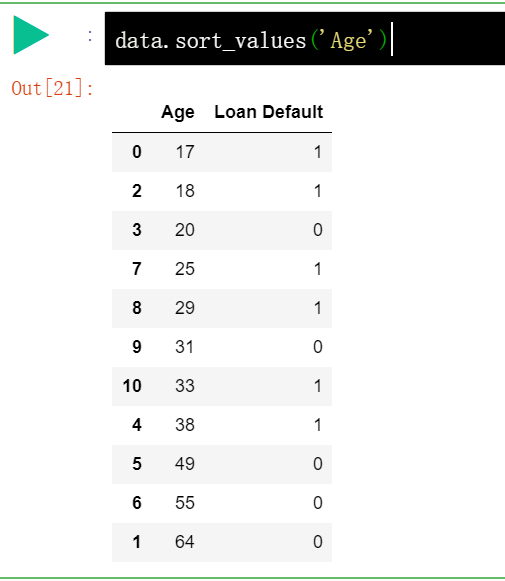 : data.sort_values('Age')
Out[21]:
Age Loan Default
0 17 1
2 18 1
3 20 0
7 25 1
8 29 1
9 31 0
10 33 1
4 38 1
5 49 0
6 55 0
1 64 0